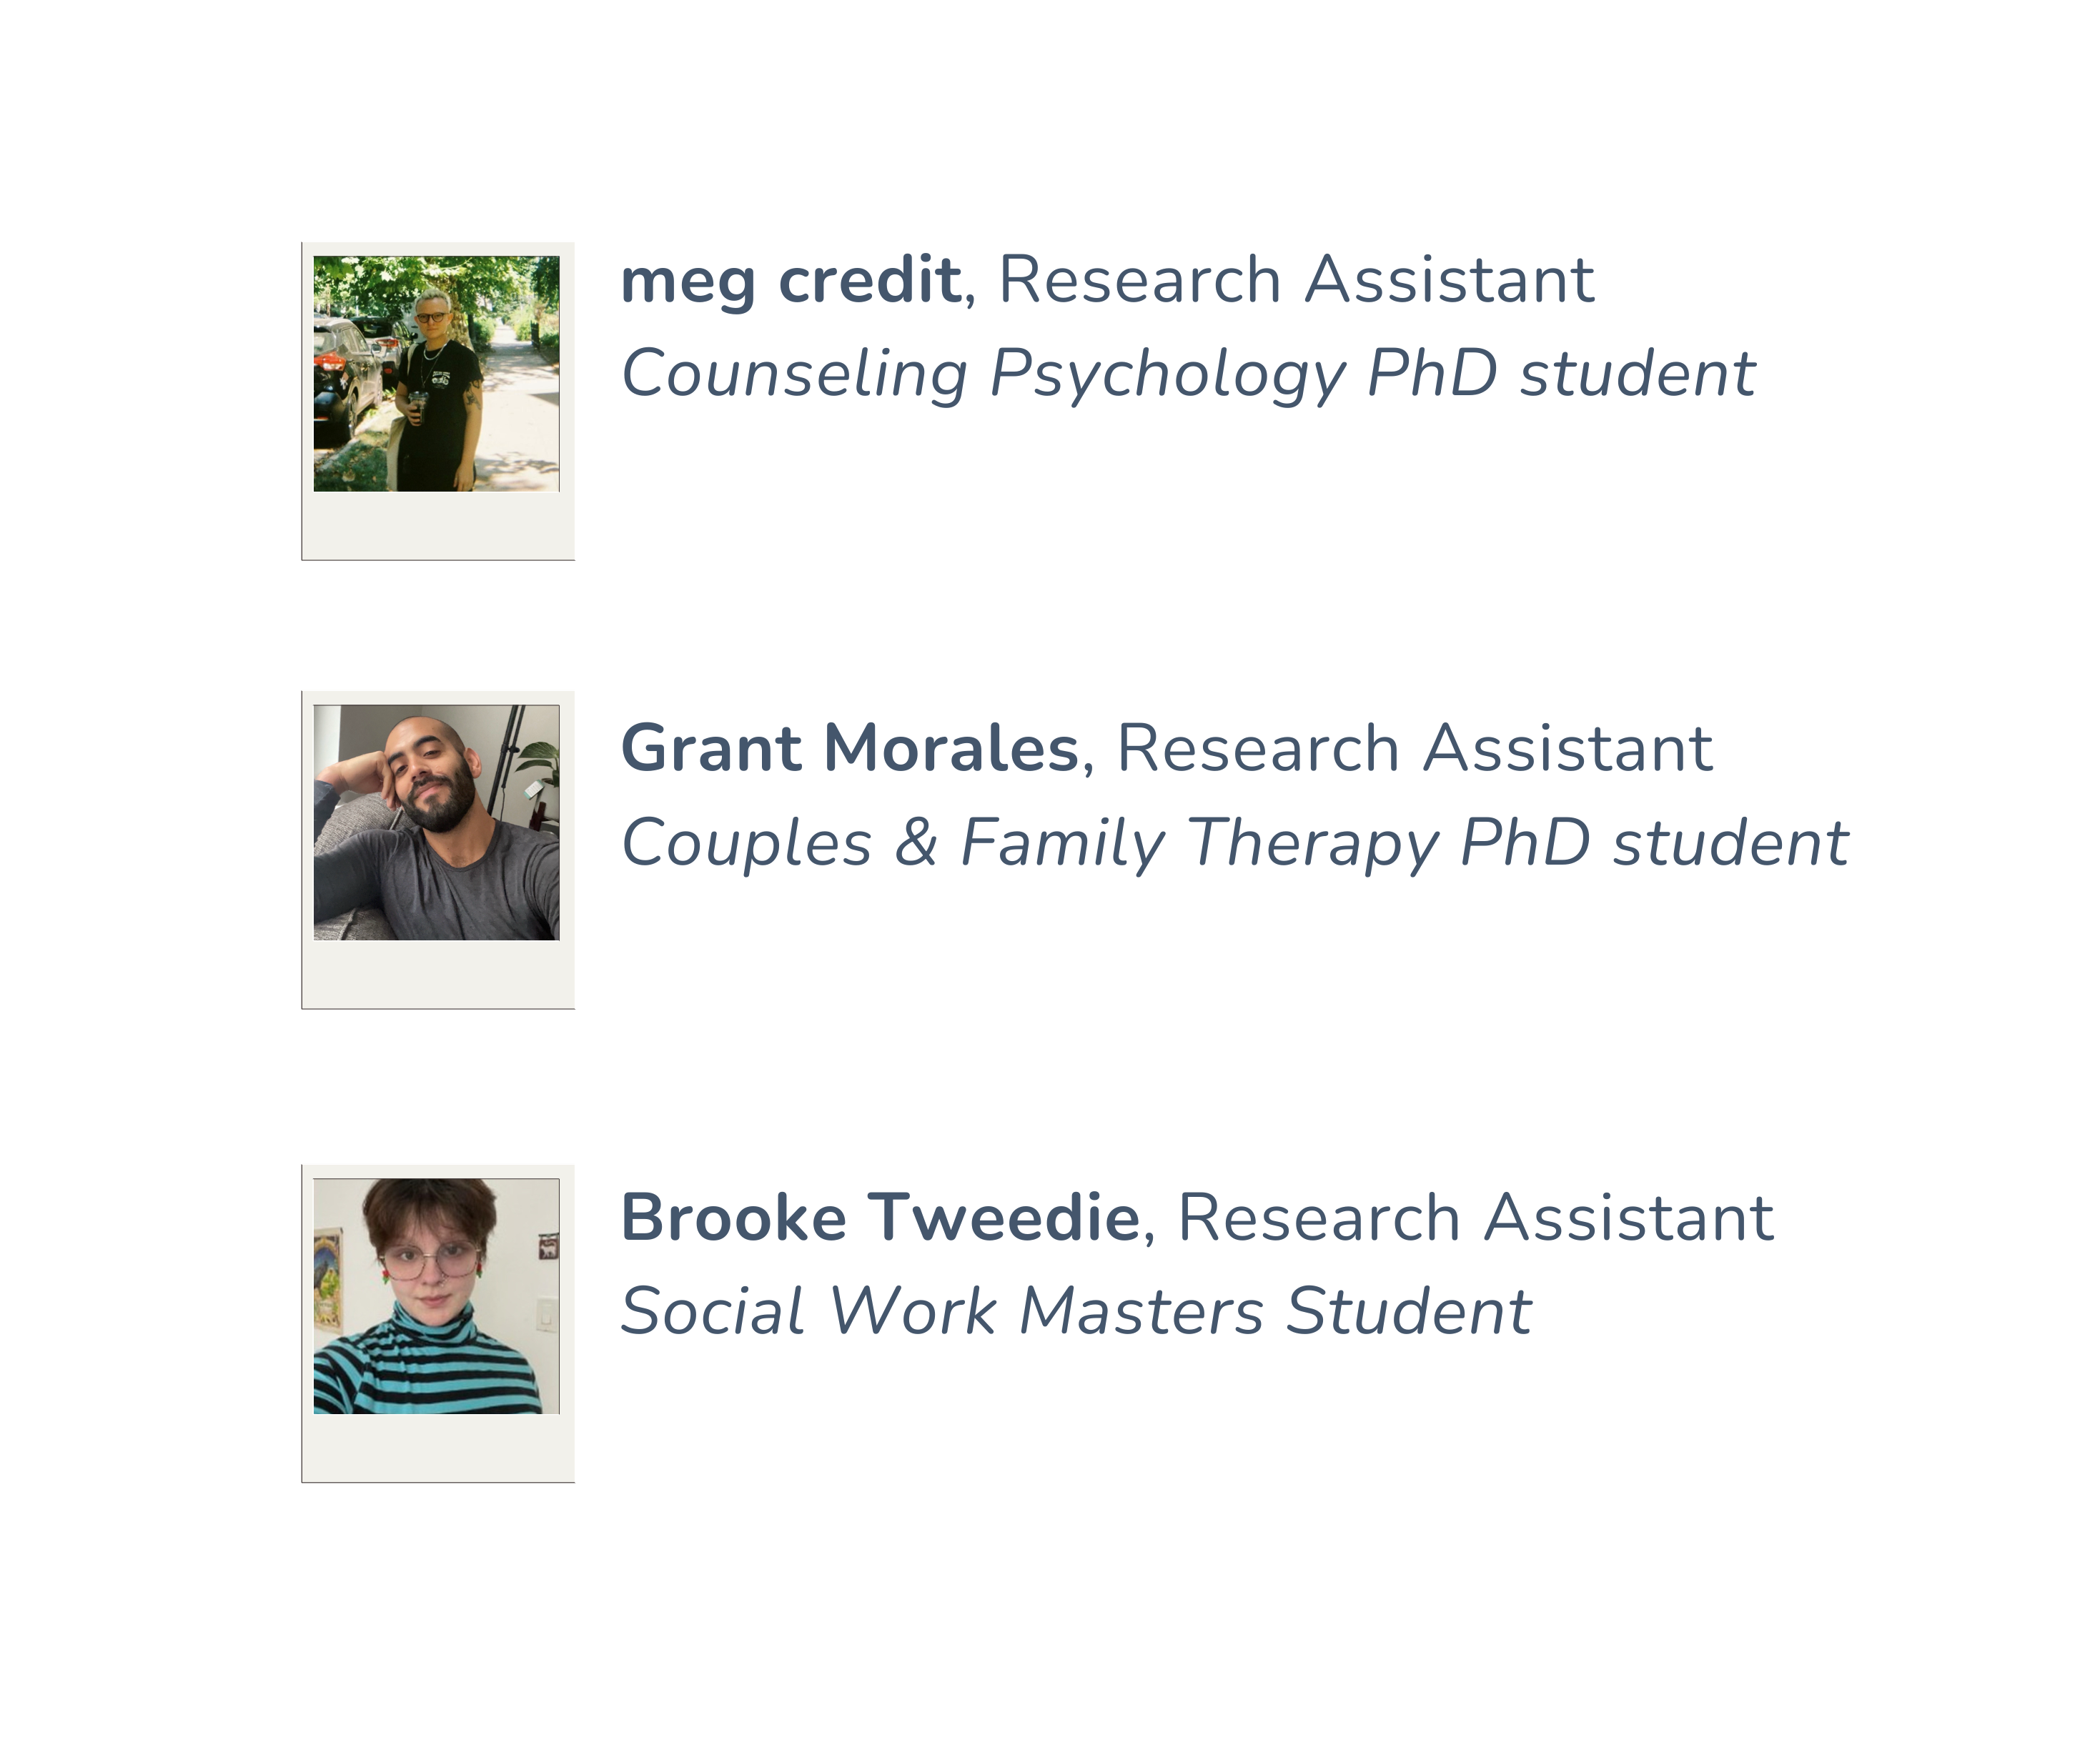 meg credit, Research Assistant
Counseling Psychology PhD student
Grant Morales, Research Assistant
Couples & Family Therapy PhD student
Brooke Tweedie, Research Assistant
Social Work Masters Student